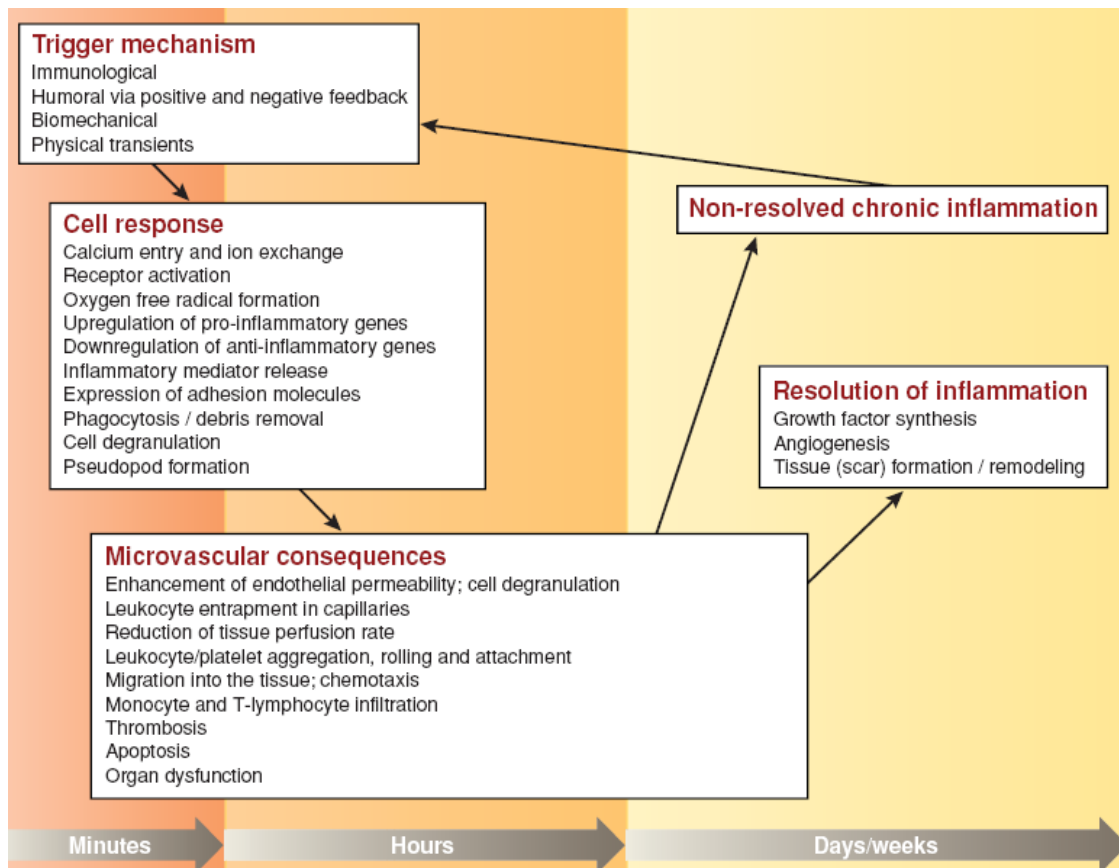 Trigger mechanism
Immunological
Humoral via positive and negative feedback
Biomechanical
Physical transients
Cell response
Calcium entry and ion exchange
Receptor activation
Oxygen free radical formation
Upregulation of pro-inflammatory genes
Downregulation of anti-inflammatory genes
Inflammatory mediator release
Expression of adhesion molecules
Phagocytosis / debris removal
Cell degranulation
Pseudopod formation
Microvascular consequences
Enhancement of endothelial permeability; cell degranulation
Leukocyte entrapment in capillaries
Reduction of tissue perfusion rate
Leukocyte/platelet aggregation, rolling and attachment
Migration into the tissue; chemotaxis
Monocyte and T-lymphocyte infiltration
Thrombosis
Apoptosis
Organ dysfunction
Non-resolved chronic inflammation
Resolution of inflammation
Growth factor synthesis
Angiogenesis
Tissue (scar) formation / remodeling
Minutes
Hours
Days/weeks